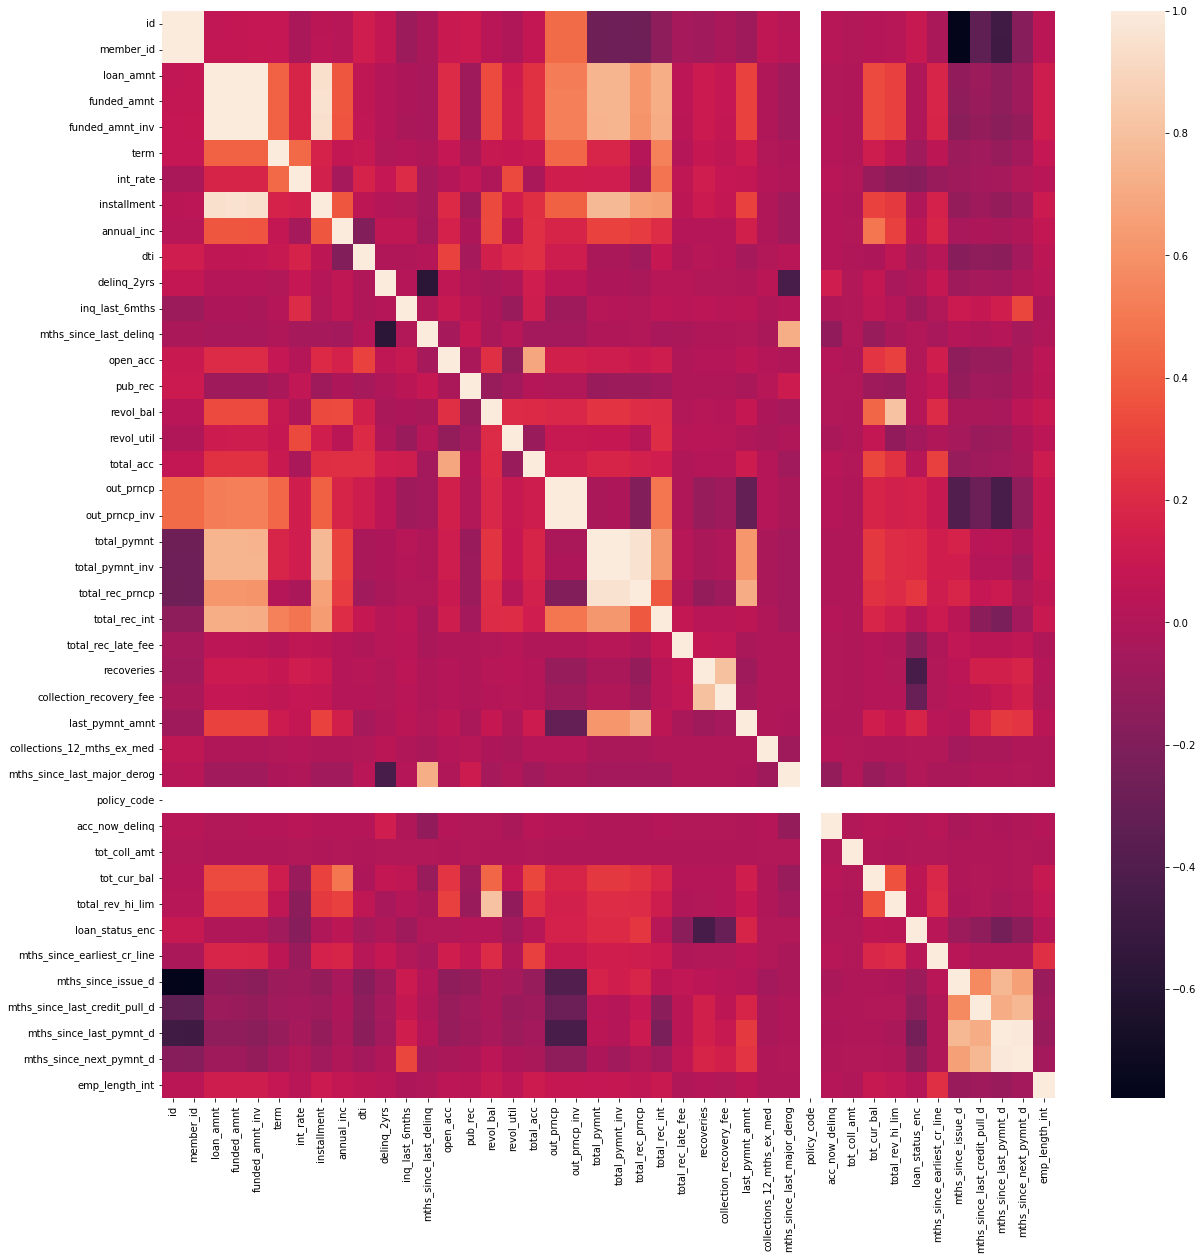 id
member_id
loan_amnt
funded_amnt
funded_amnt_inv
term
int_rate
installment
annual_inc
dti
delinq_2yrs
inq_last_6mths
mths_since_last_delinq
open_acc
pub_rec
revol_bal
revol_util
total_acc
out_prncp
out_prncp_inv
total_pymnt
total_pymnt_inv
total_rec_prncp
total_rec_int
total_rec_late_fee
recoveries
collection_recovery_fee
last_pymnt_amnt
collections_12_mths_ex_med
mths_since_last_major_derog
policy_code
acc_now_delinq
tot_coll_amt
tot_cur_bal
total_rev_hi_lim
loan_status_enc
mths_since_earliest_cr_line
mths_since_issue_d
mths_since_last_credit_pull_d
mths_since_last_pymnt_d
mths_since_next_pymnt_d
emp_length_int
id
member_id
loan_amnt
funded_amnt
funded_amnt_inv
term
int_rate
installment
annual_inc
dti
delinq_2yrs
inq_last_6mths
mths_since_last_delinq
open_acc
pub_rec
revol_bal
revol_util
total_acc
out_prncp
out_prncp_inv
total_pymnt
total_pymnt_inv
total_rec_prncp
total_rec_int
total_rec_late_fee
recoveries
collection_recovery_fee
last_pymnt_amnt
collections_12_mths_ex_med
mths_since_last_major_derog
policy_code
acc_now_delinq
tot_coll_amt
tot_cur_bal
total_rev_hi_lim
loan_status_enc
mths_since_earliest_cr_line
mths_since_issue_d
mths_since_last_credit_pull_d
mths_since_last_pymnt_d
mths_since_next_pymnt_d
emp_length_int
1.0
0.8
0.6
0.4
0.2
0.0
−0.2
−0.4
−0.6